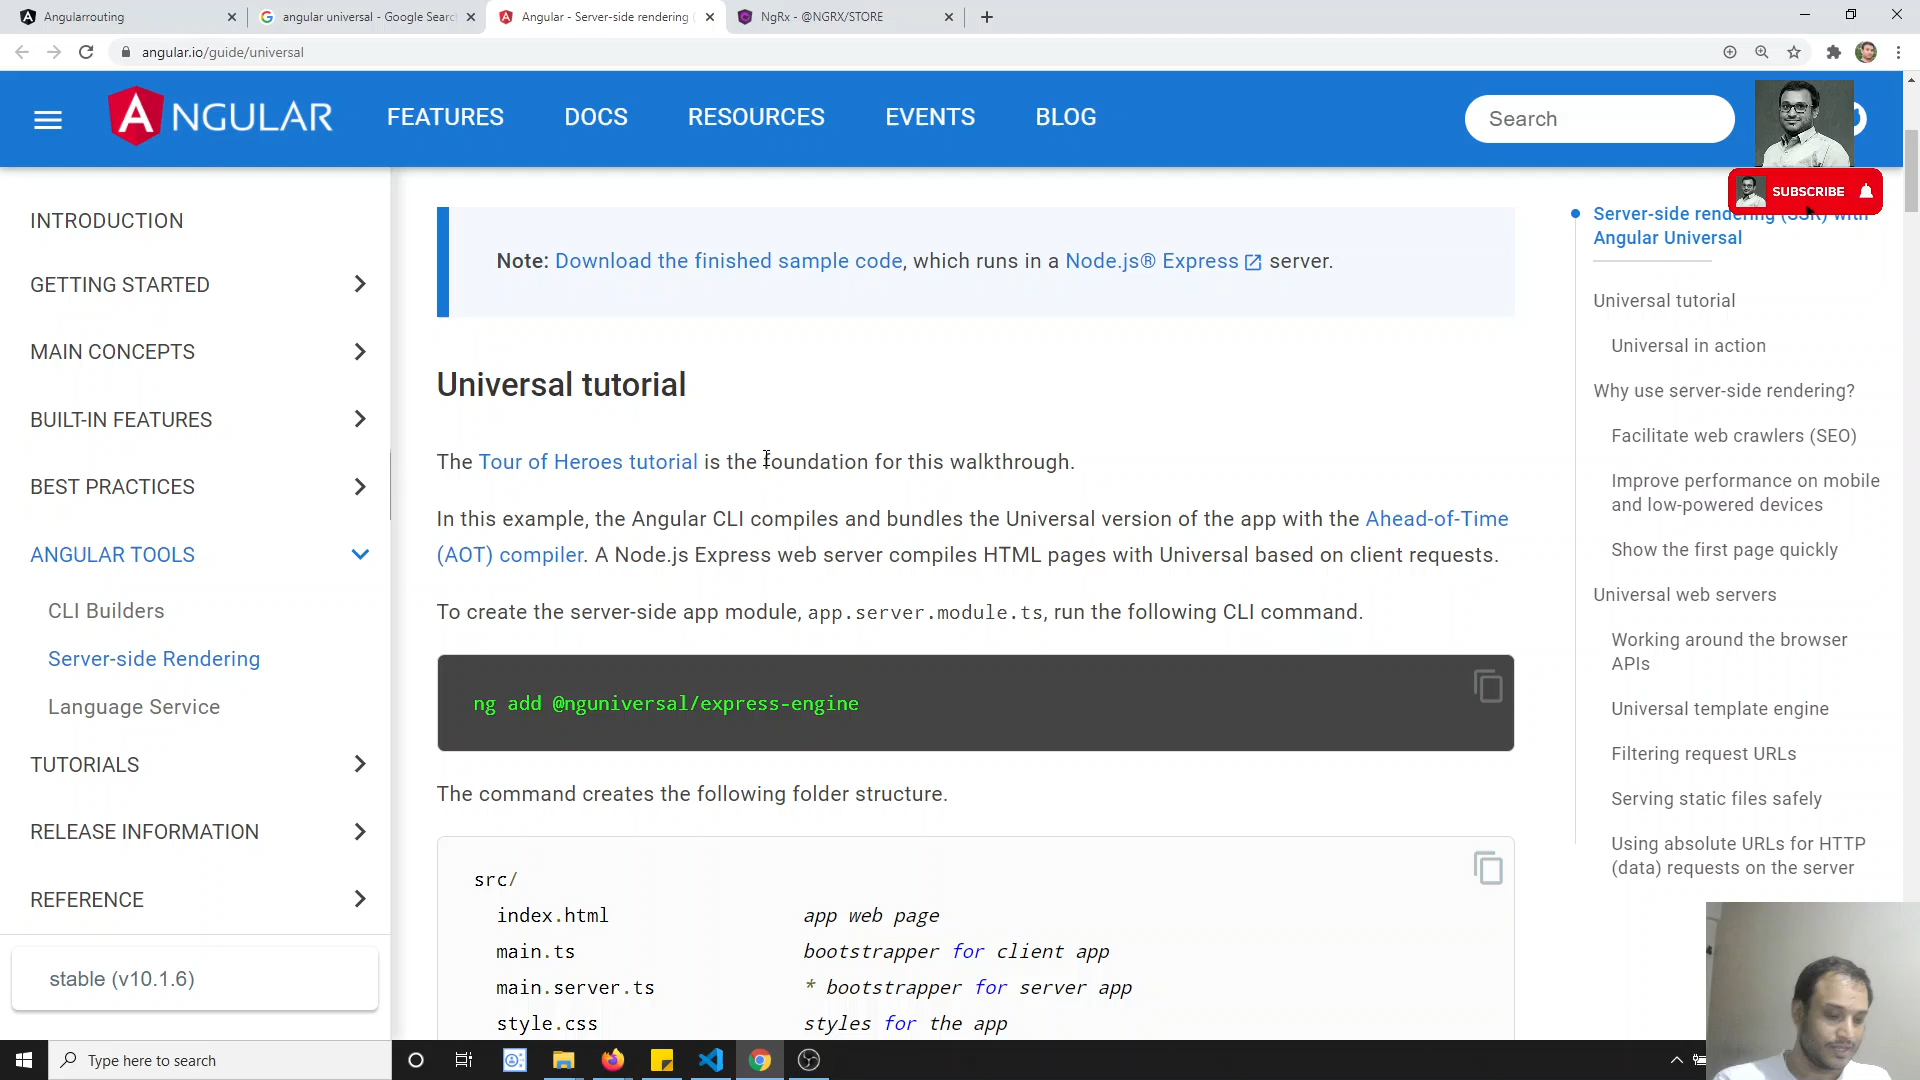 Angularrouting
angular universal - Google Searc
Angular - Server-side rendering
NgRx - @NGRX/STORE
angular.io/guide/universal
ANGULAR
FEATURES
DOCS
RESOURCES
EVENTS
BLOG
Search
SUBSCRIBE
INTRODUCTION
GETTING STARTED
MAIN CONCEPTS
BUILT-IN FEATURES
BEST PRACTICES
ANGULAR TOOLS
CLI Builders
Server-side Rendering
Language Service
TUTORIALS
RELEASE INFORMATION
REFERENCE
stable (v10.1.6)
Note: Download the finished sample code, which runs in a Node.js® Express server.
Universal tutorial
The Tour of Heroes tutorial is the foundation for this walkthrough.
In this example, the Angular CLI compiles and bundles the Universal version of the app with the Ahead-of-Time
(AOT) compiler. A Node.js Express web server compiles HTML pages with Universal based on client requests.
To create the server-side app module, app.server.module.ts, run the following CLI command.
ng add @nguniversal/express-engine
The command creates the following folder structure.
src/
index.html app web page
main.ts bootstrapper for client app
main.server.ts * bootstrapper for server app
style.css styles for the app
Server-side rendering (SSR) with
Angular Universal
Universal tutorial
Universal in action
Why use server-side rendering?
Facilitate web crawlers (SEO)
Improve performance on mobile
and low-powered devices
Show the first page quickly
Universal web servers
Working around the browser
APIs
Universal template engine
Filtering request URLs
Serving static files safely
Using absolute URLs for HTTP
(data) requests on the server
Type here to search